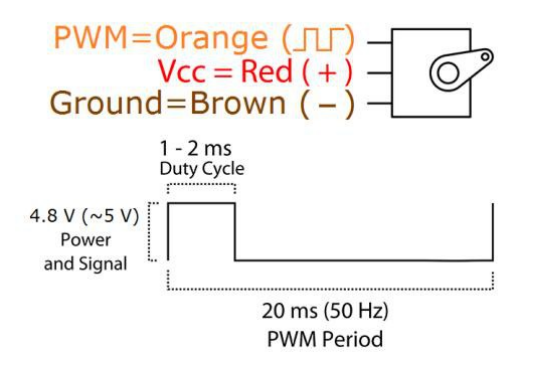 PWM=Orange (⎍⎍)
Vcc = Red ( + )
Ground=Brown ( – )
1 - 2 ms
Duty Cycle
4.8 V (~5 V)
Power
and Signal
20 ms (50 Hz)
PWM Period